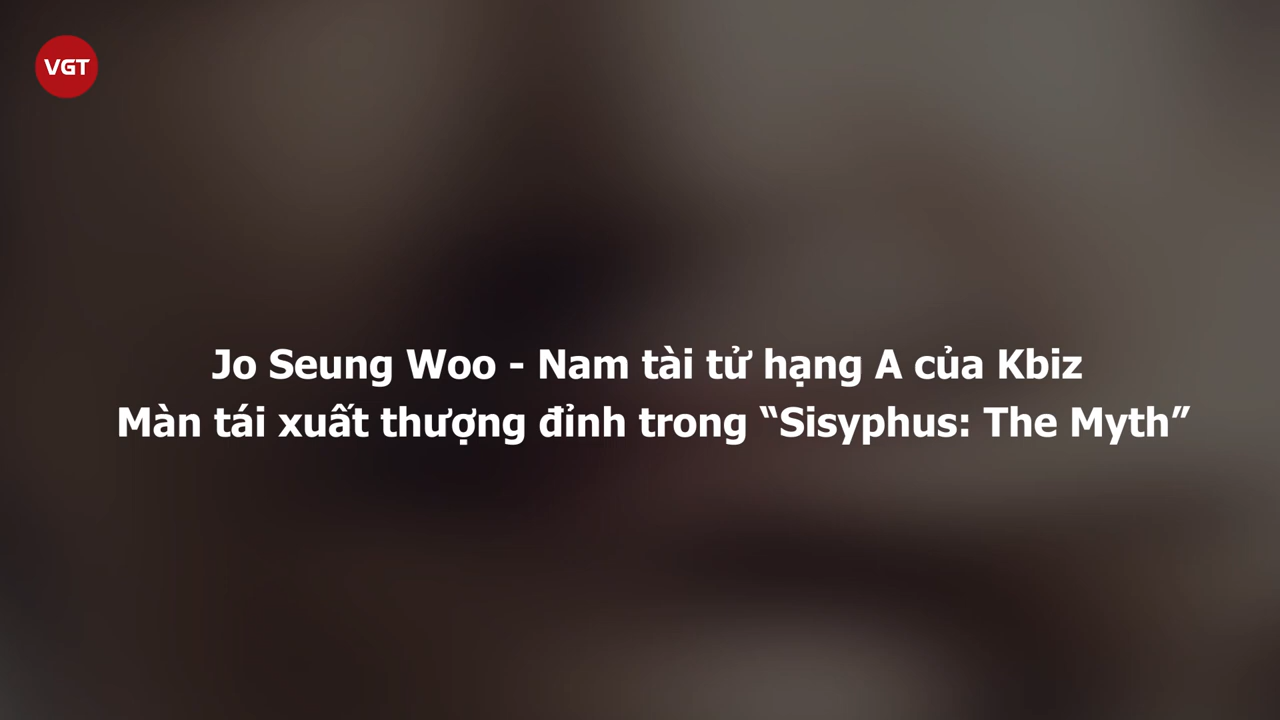 VGT
Jo Seung Woo - Nam tài tử hạng A của Kbiz
Màn tái xuất thượng đỉnh trong “Sisyphus: The Myth”